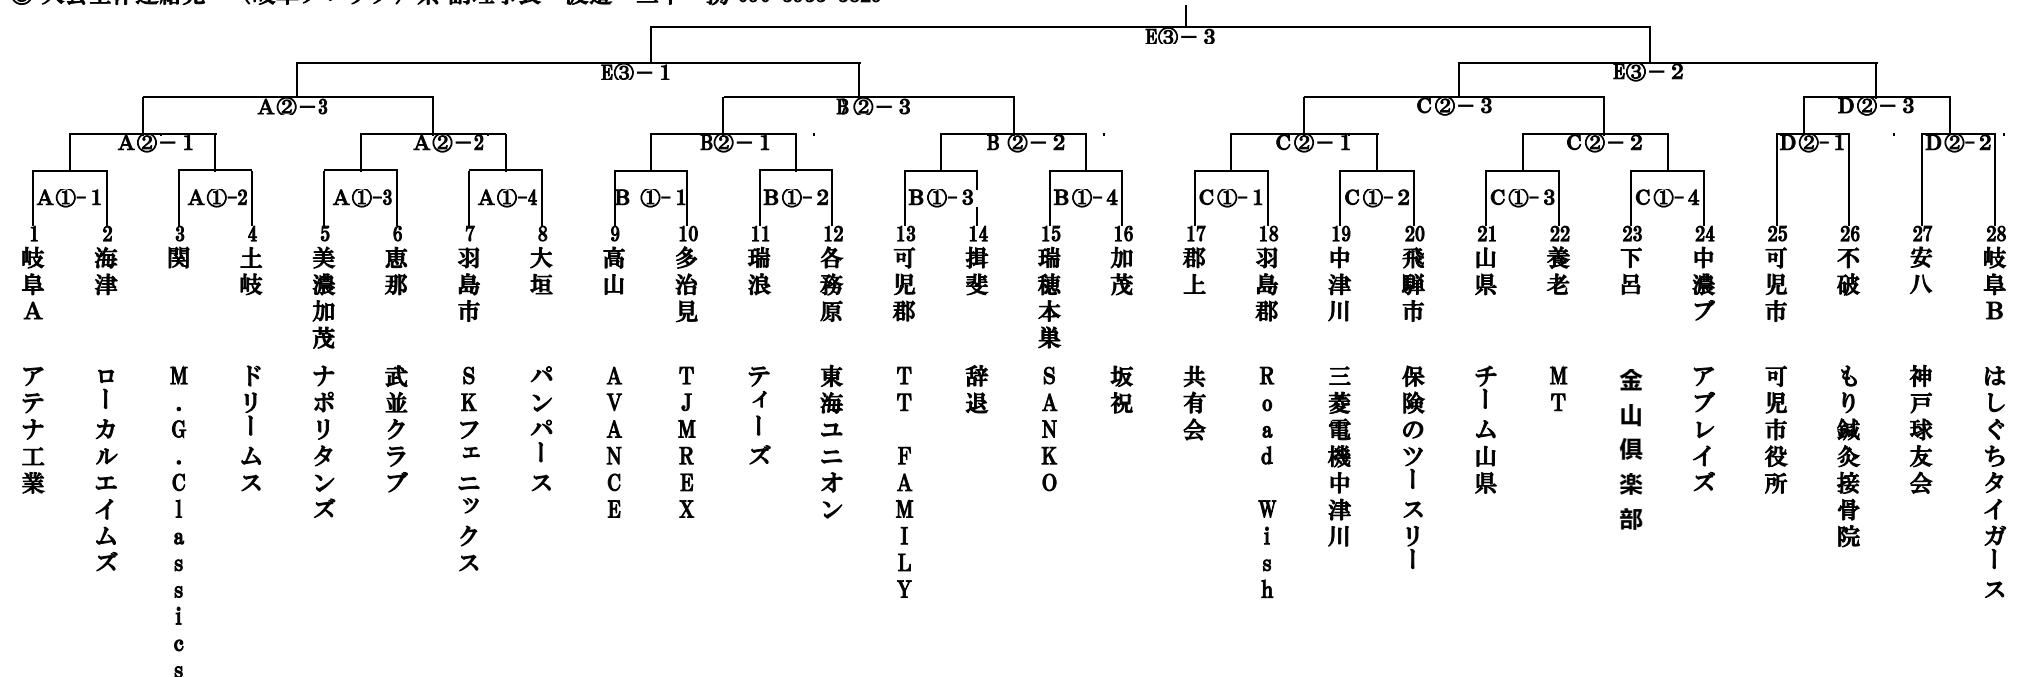 E③－3
E③－1
E③－2
A②－3
B②－3
C②－3
D②－3
A②－1
A②－2
B②－1
B②－2
C②－1
C②－2
D②－1
D②－2
A①－1
A①－2
A①－3
A①－4
B①－1
B①－2
B①－3
B①－4
C①－1
C①－2
C①－3
C①－4
1 岐阜A アテナ工業
2 海津 ローカルエイムズ
3 関 M.G.Classics
4 土岐 ドリームス
5 美濃加茂 ナポリタンズ
6 恵那 武並クラブ
7 羽島市 SKフェニックス
8 大垣 パンパース
9 高山 AVANCE
10 多治見 TJMREX
11 瑞浪 ティーズ
12 各務原 東海ユニオン
13 可児郡 TT FAMILY
14 揖斐 辞退
15 瑞穂本巣 SANKO
16 加茂 坂祝
17 郡上 共有会
18 羽島郡 Road Wish
19 中津川 三菱電機中津川
20 飛騨市 保険のツースリー
21 山県 チーム山県
22 養老 MT
23 下呂 金山倶楽部
24 中濃ブ アブレイズ
25 可児市 可児市役所
26 不破 もり鍼灸接骨院
27 安八 神戸球友会
28 岐阜B はしぐちタイガース